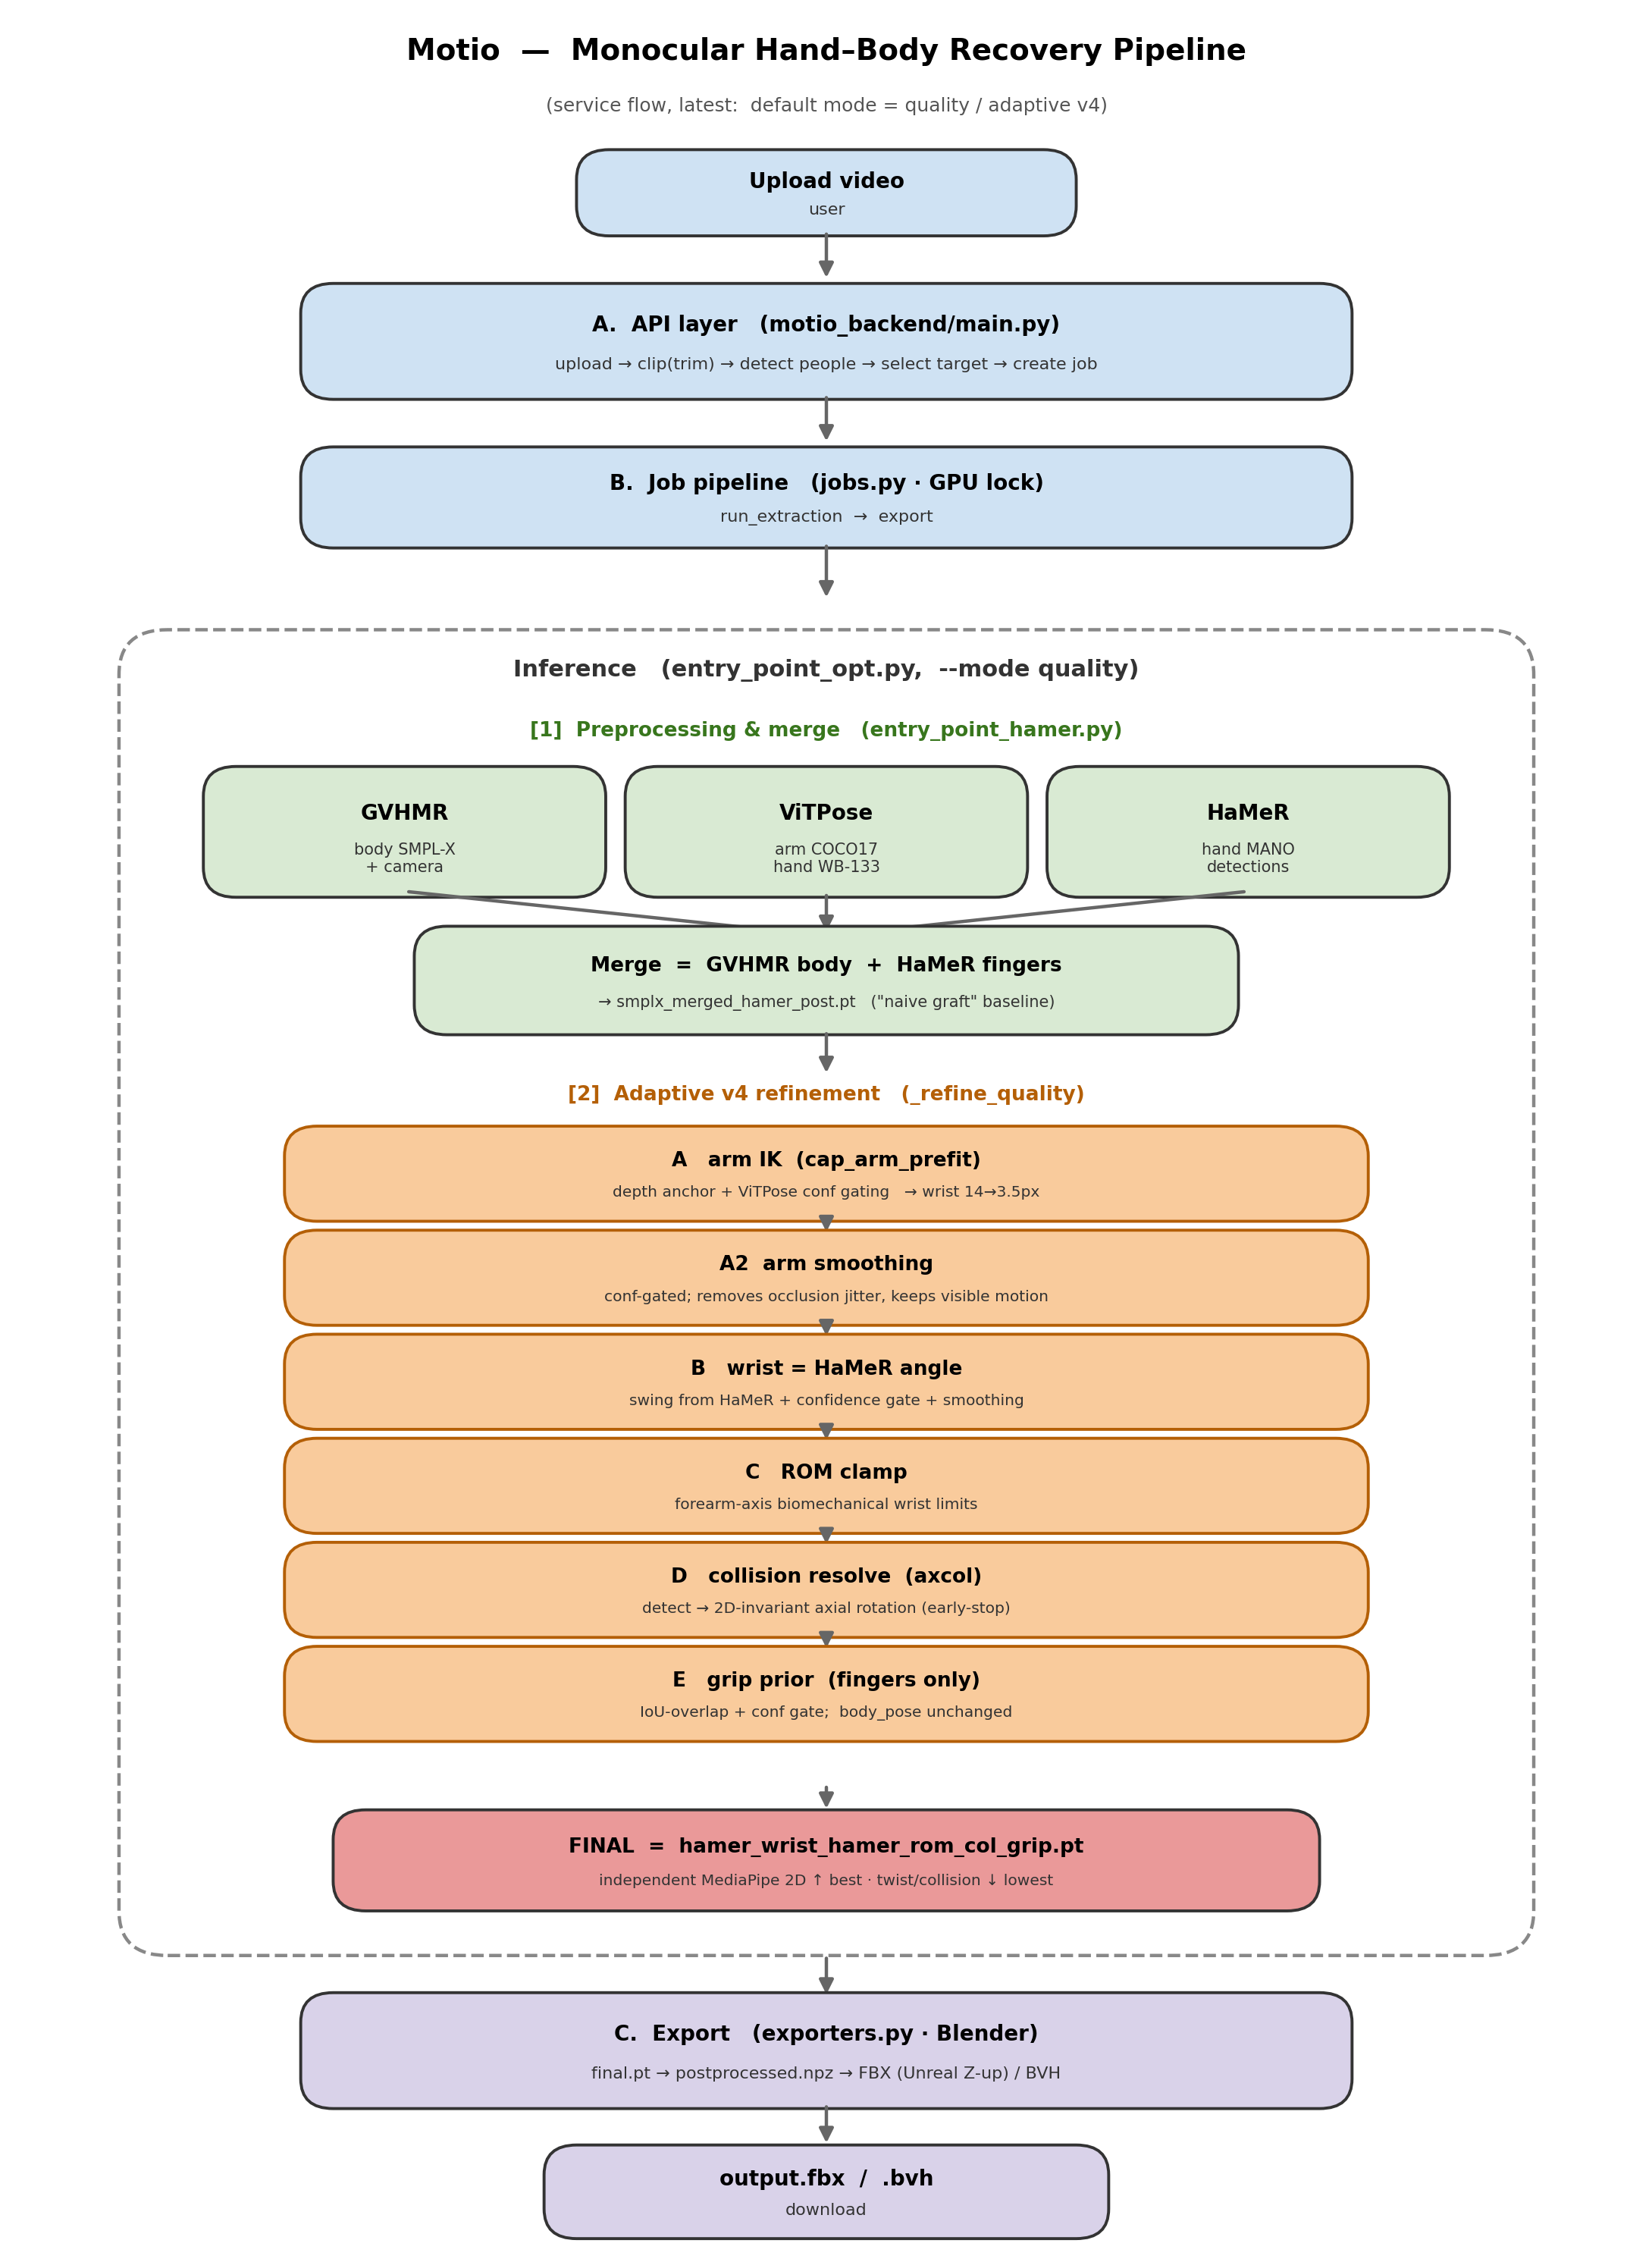 Motio — Monocular Hand–Body Recovery Pipeline
(service flow, latest: default mode = quality / adaptive v4)
Upload video
user
A. API layer (motio_backend/main.py)
upload → clip(trim) → detect people → select target → create job
B. Job pipeline (jobs.py · GPU lock)
run_extraction → export
Inference (entry_point_opt.py, --mode quality)
[1] Preprocessing & merge (entry_point_hamer.py)
GVHMR
body SMPL-X
+ camera
ViTPose
arm COCO17
hand WB-133
HaMeR
hand MANO
detections
Merge = GVHMR body + HaMeR fingers
→ smplx_merged_hamer_post.pt ("naive graft" baseline)
[2] Adaptive v4 refinement (_refine_quality)
A arm IK (cap_arm_prefit)
depth anchor + ViTPose conf gating → wrist 14→3.5px
A2 arm smoothing
conf-gated; removes occlusion jitter, keeps visible motion
B wrist = HaMeR angle
swing from HaMeR + confidence gate + smoothing
C ROM clamp
forearm-axis biomechanical wrist limits
D collision resolve (axcol)
detect → 2D-invariant axial rotation (early-stop)
E grip prior (fingers only)
IoU-overlap + conf gate; body_pose unchanged
FINAL = hamer_wrist_hamer_rom_col_grip.pt
independent MediaPipe 2D ↑ best · twist/collision ↓ lowest
C. Export (exporters.py · Blender)
final.pt → postprocessed.npz → FBX (Unreal Z-up) / BVH
output.fbx / .bvh
download